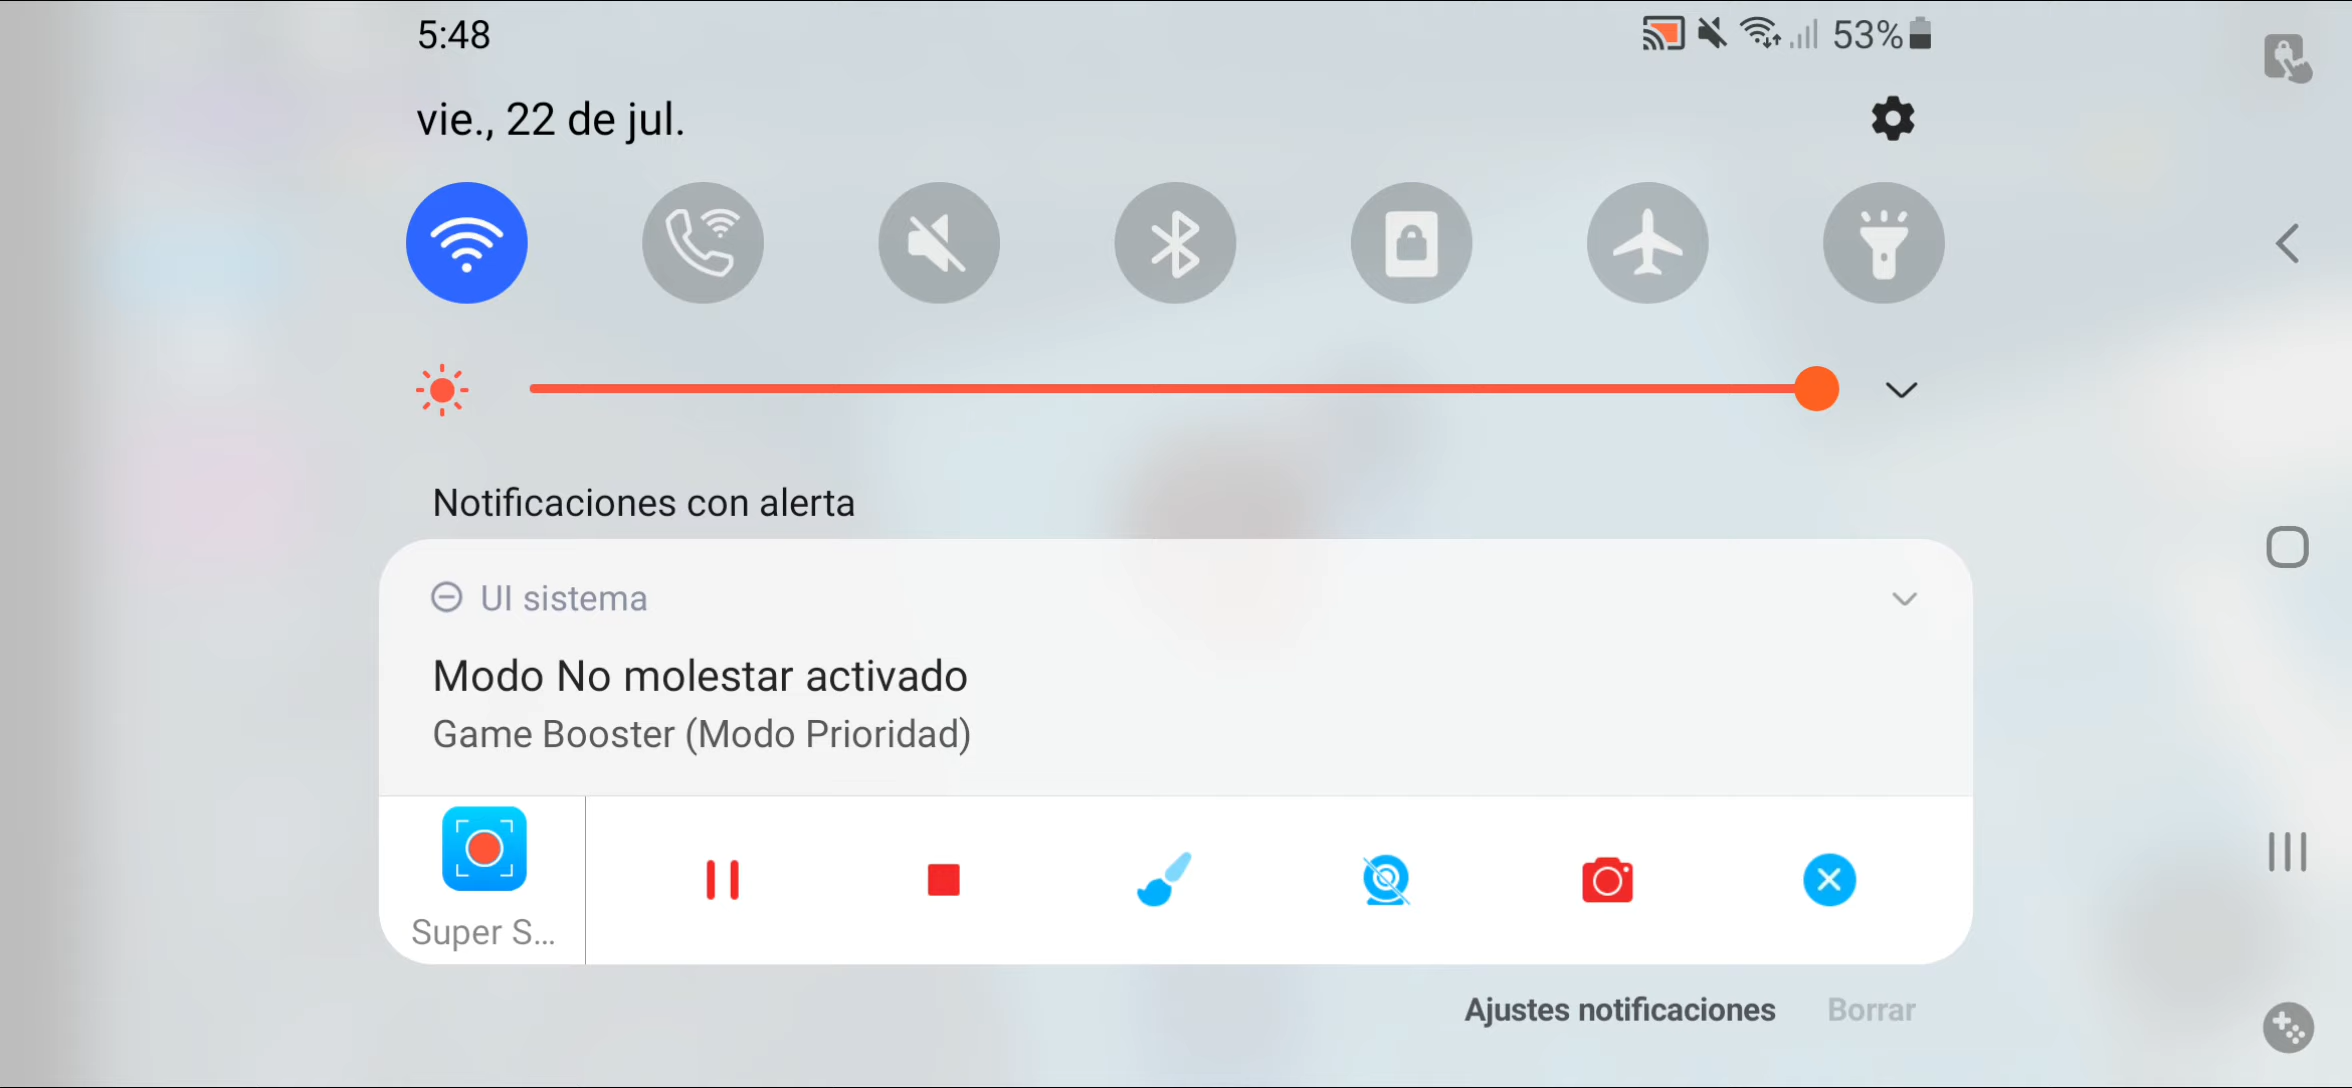 5:48
53%
vie., 22 de jul.
Notificaciones con alerta
UI sistema
Modo No molestar activado
Game Booster (Modo Prioridad)
Super S...
Ajustes notificaciones
Borrar